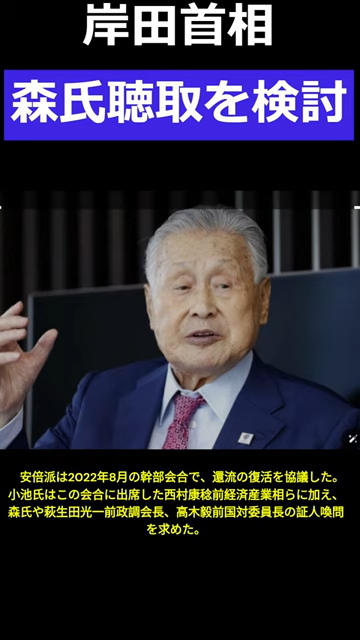 岸田首相
森氏聴取を検討
安倍派は2022年8月の幹部会合で、還流の復活を協議した。
小池氏はこの会合に出席した西村康稔前経済産業相らに加え、
森氏や萩生田光一前政調会長、高木毅前国対委員長の証人喚問
を求めた。